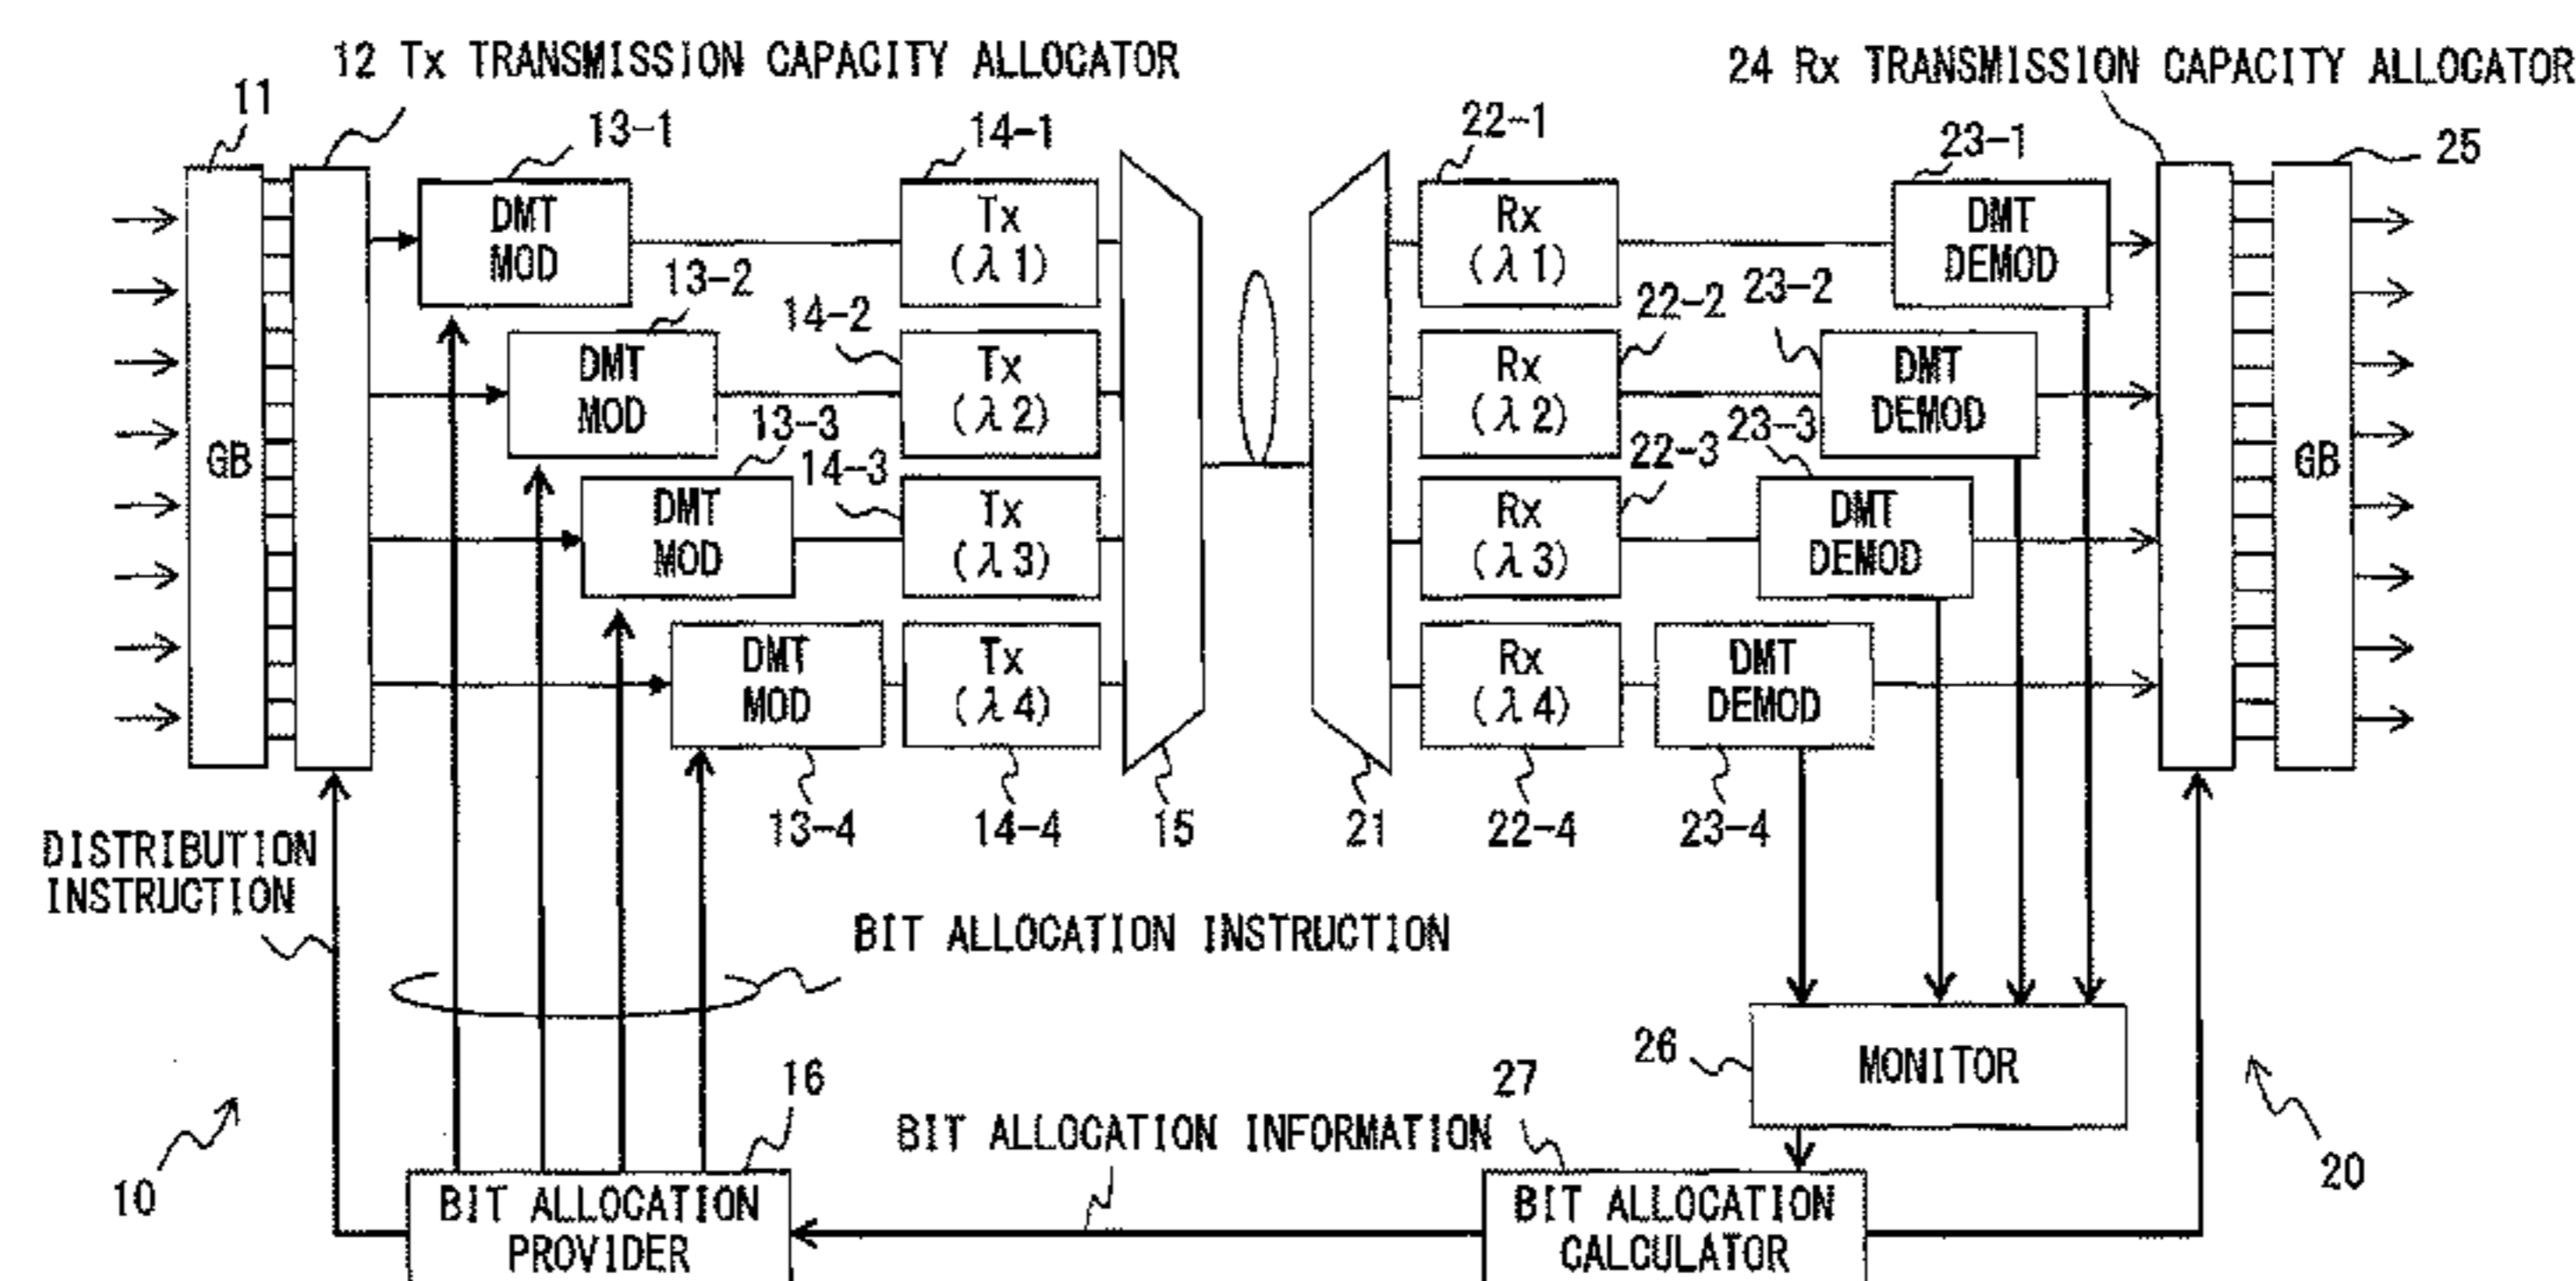 12 Tx TRANSMISSION CAPACITY ALLOCATOR
24 Rx TRANSMISSION CAPACITY ALLOCATOR
11
13-1
14-1
22-1
23-1
25
DMT
MOD
Tx
(λ1)
Rx
(λ1)
DMT
DEMOD
13-2
14-2
22-2
23-2
DMT
MOD
Tx
(λ2)
Rx
(λ2)
DMT
DEMOD
13-3
14-3
22-3
23-3
GB
GB
DMT
MOD
Tx
(λ3)
Rx
(λ3)
DMT
DEMOD
DMT
MOD
Tx
(λ4)
Rx
(λ4)
DMT
DEMOD
13-4
14-4
15
21
22-4
23-4
DISTRIBUTION
INSTRUCTION
BIT ALLOCATION INSTRUCTION
26
MONITOR
16
27
BIT ALLOCATION INFORMATION
10
20
BIT ALLOCATION
PROVIDER
BIT ALLOCATION
CALCULATOR